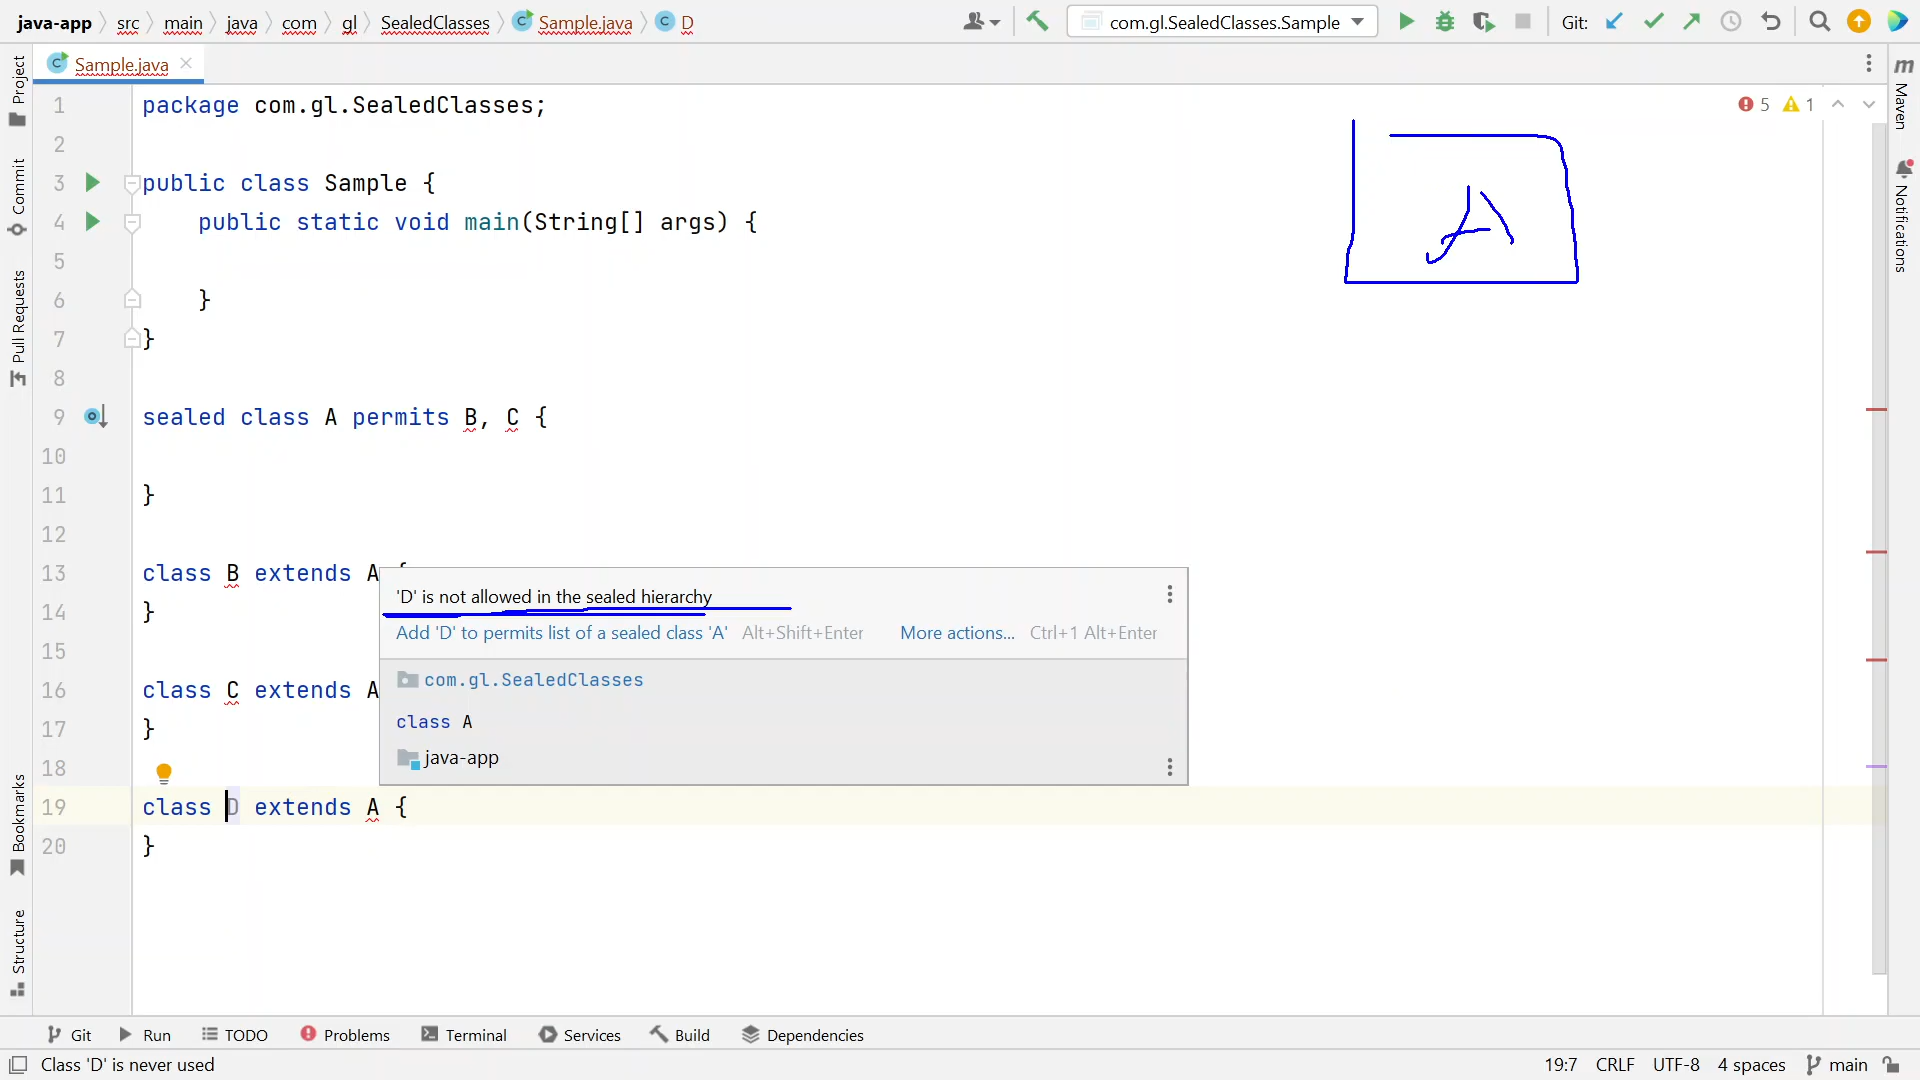 java-app src main java com gl SealedClasses Sample.java D
com.gl.SealedClasses.Sample
Git:
Sample.java
Project
Commit
Pull Requests
Bookmarks
Structure
m
Maven
Notifications
5 1
A
1 package com.gl.SealedClasses;
2
3 public class Sample {
4 public static void main(String[] args) {
5
6 }
7 }
8
9 sealed class A permits B, C {
10
11 }
12
13 class B extends A {
14 }
15
16 class C extends A
17 }
18
19 class D extends A {
20 }
'D' is not allowed in the sealed hierarchy
Add 'D' to permits list of a sealed class 'A' Alt+Shift+Enter More actions... Ctrl+1 Alt+Enter
com.gl.SealedClasses
class A
java-app
Git Run TODO Problems Terminal Services Build Dependencies
Class 'D' is never used 19:7 CRLF UTF-8 4 spaces main